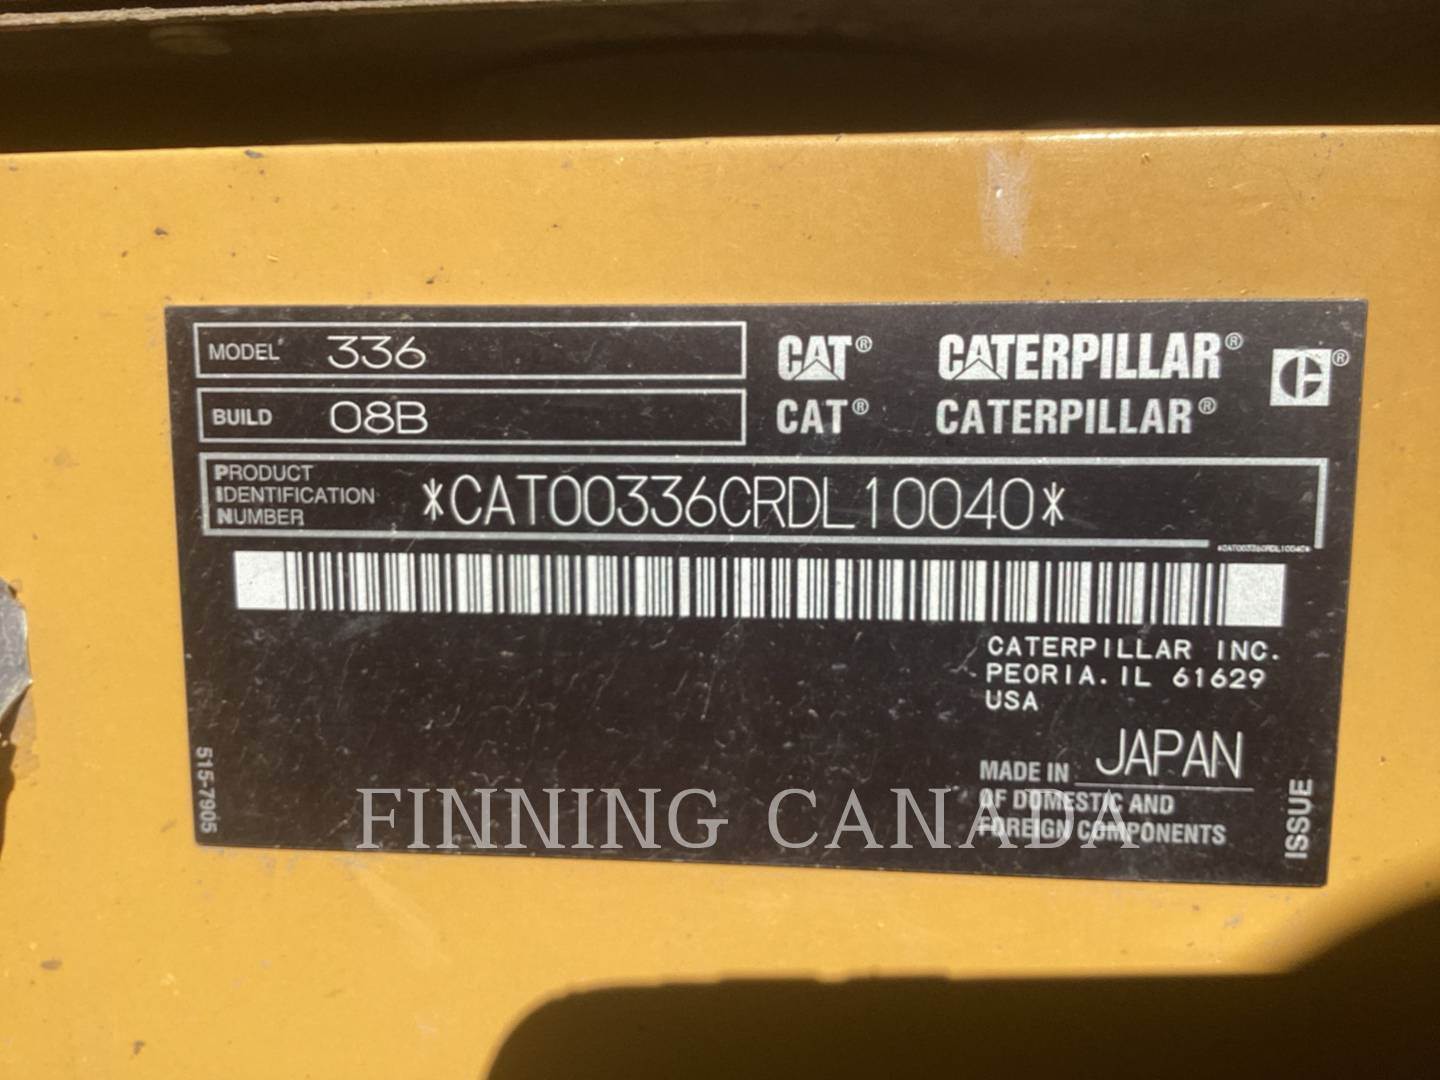 MODEL 336
BUILD 08B
CAT® CATERPILLAR® C®
CAT® CATERPILLAR®
PRODUCT
IDENTIFICATION
NUMBER
*CAT00336CRDL10040*
*CAT00336CRDL10040*
CATERPILLAR INC.
PEORIA. IL 61629
USA
MADE IN JAPAN
OF DOMESTIC AND
FOREIGN COMPONENTS
515-7905
ISSUE
FINNING CANADA